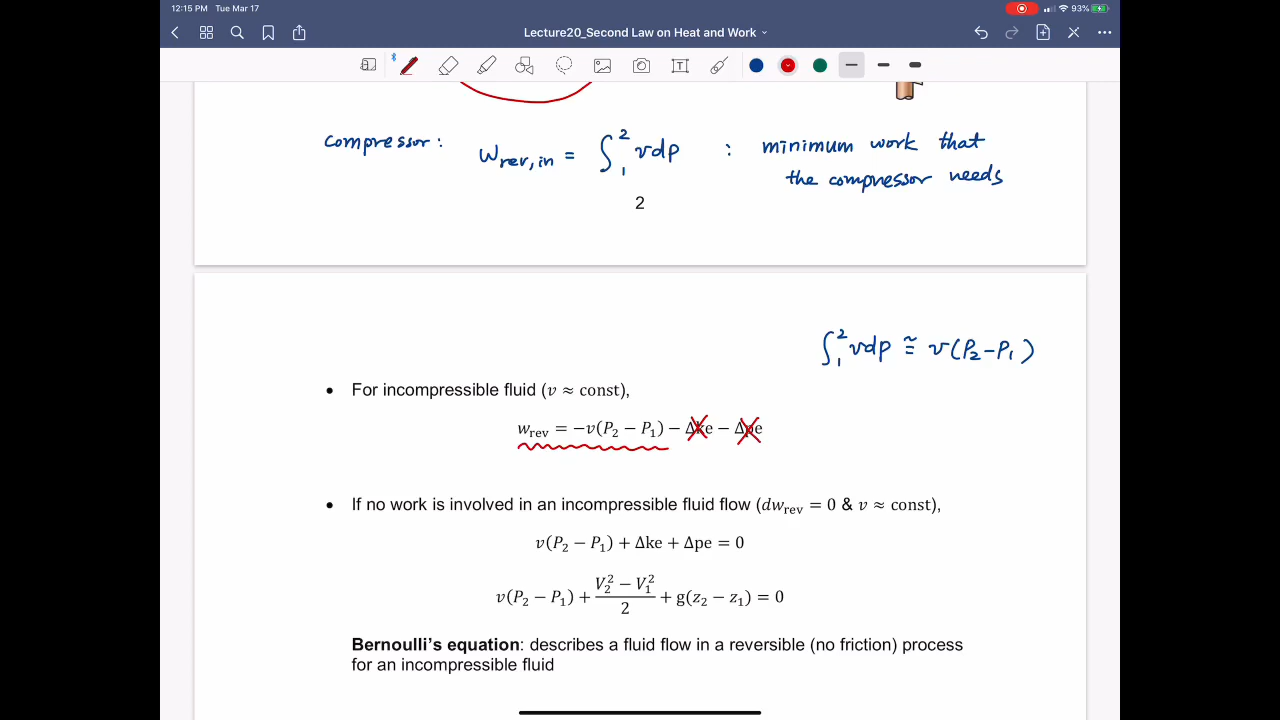 12:15 PM Tue Mar 17
93%
Lecture20_Second Law on Heat and Work
compressor: w_rev,in = ∫₁² vdp : minimum work that
the compressor needs
2
∫₁² vdp ≅ v(P₂-P₁)
• For incompressible fluid (v ≈ const),
w_rev = −v(P₂ − P₁) − Δke − Δpe
• If no work is involved in an incompressible fluid flow (dw_rev = 0 & v ≈ const),
v(P₂ − P₁) + Δke + Δpe = 0
v(P₂ − P₁) + (V₂² − V₁²)/2 + g(z₂ − z₁) = 0
Bernoulli's equation: describes a fluid flow in a reversible (no friction) process
for an incompressible fluid